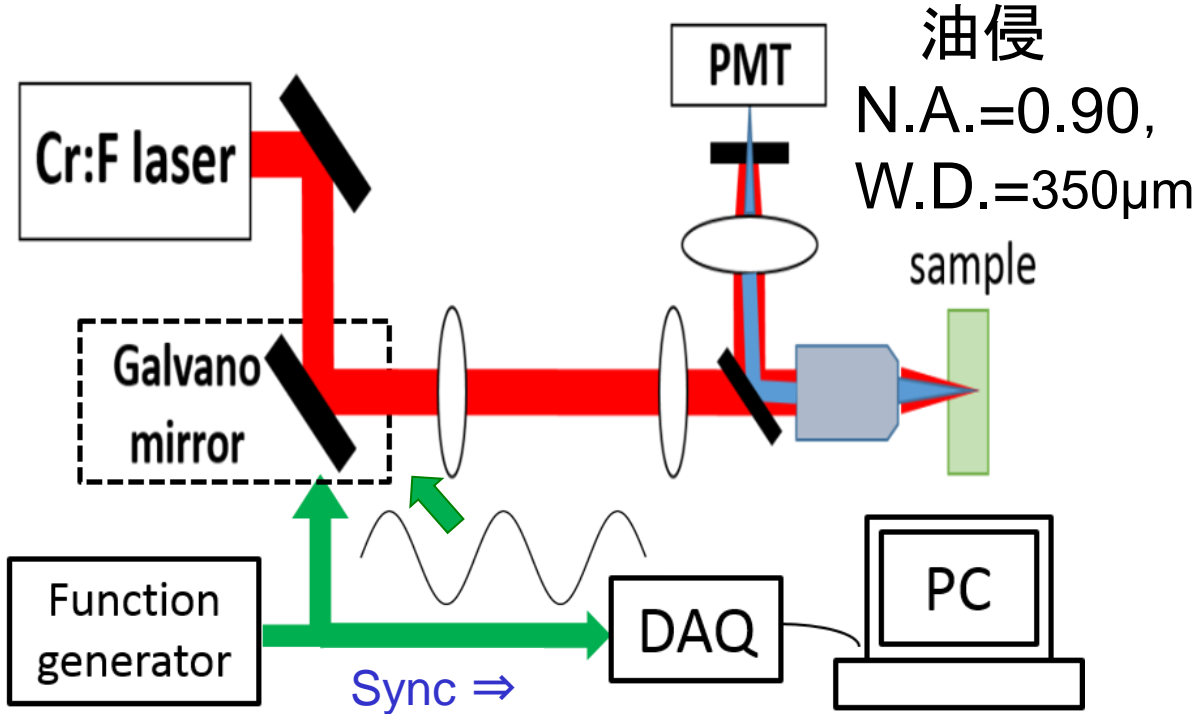 油侵
N.A.=0.90,
W.D.=350μm
PMT
Cr:F laser
sample
Galvano
mirror
Function
generator
Sync ⇒
DAQ
PC